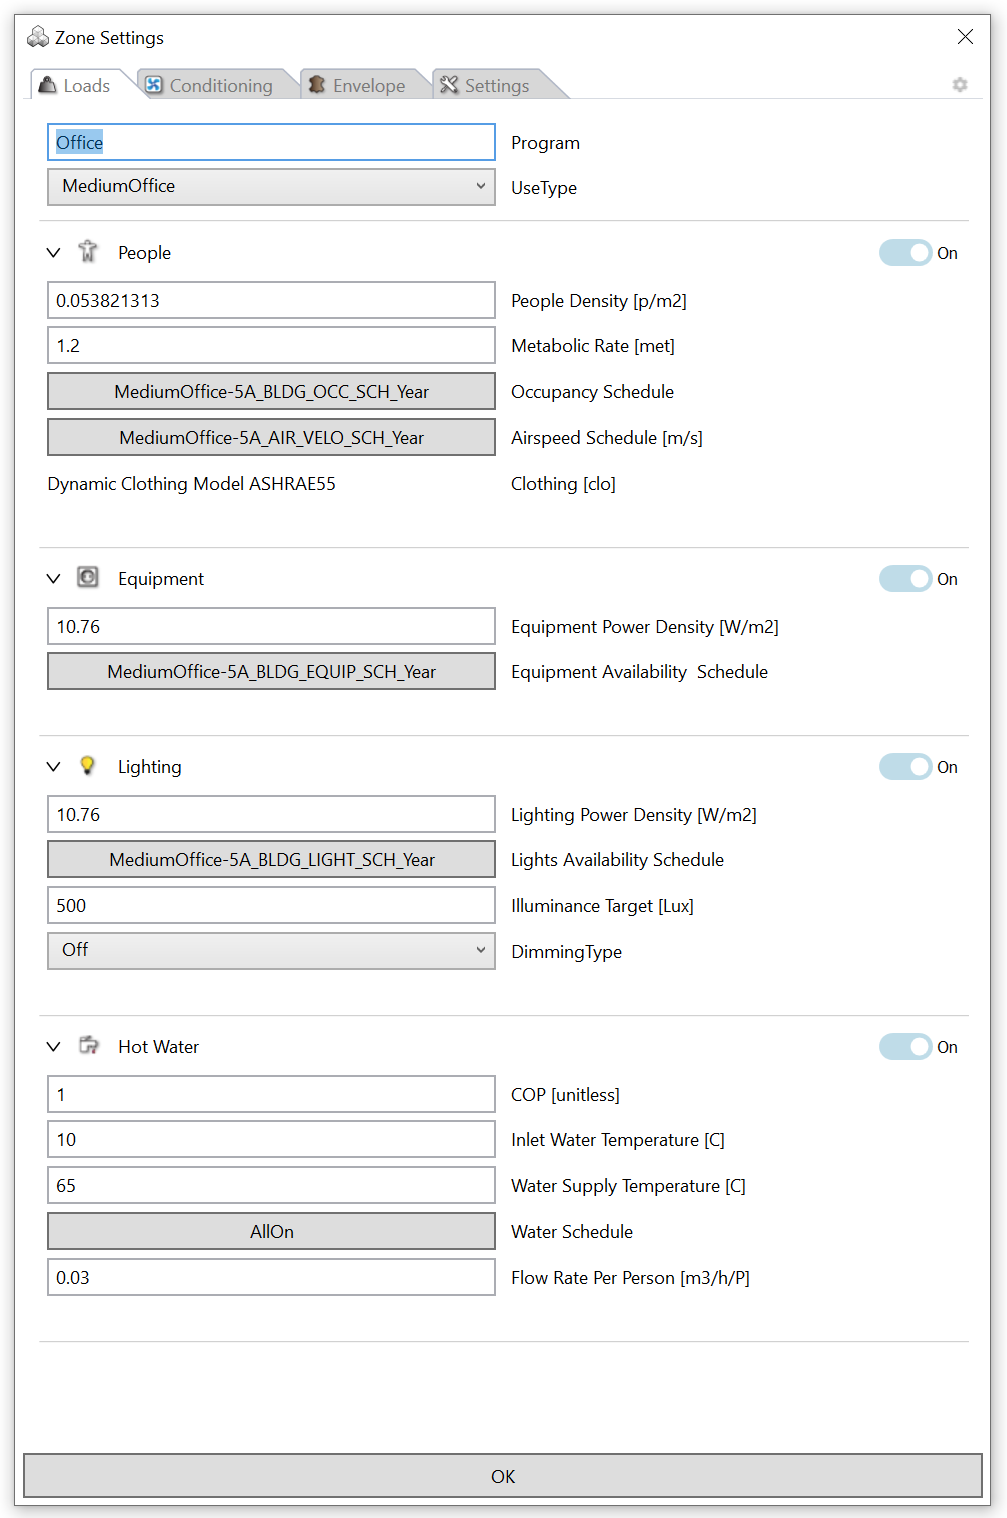 Zone Settings
Loads Conditioning Envelope Settings
Office Program
MediumOffice UseType
People On
0.053821313 People Density [p/m2]
1.2 Metabolic Rate [met]
MediumOffice-5A_BLDG_OCC_SCH_Year Occupancy Schedule
MediumOffice-5A_AIR_VELO_SCH_Year Airspeed Schedule [m/s]
Dynamic Clothing Model ASHRAE55 Clothing [clo]
Equipment On
10.76 Equipment Power Density [W/m2]
MediumOffice-5A_BLDG_EQUIP_SCH_Year Equipment Availability  Schedule
Lighting On
10.76 Lighting Power Density [W/m2]
MediumOffice-5A_BLDG_LIGHT_SCH_Year Lights Availability Schedule
500 Illuminance Target [Lux]
Off DimmingType
Hot Water On
1 COP [unitless]
10 Inlet Water Temperature [C]
65 Water Supply Temperature [C]
AllOn Water Schedule
0.03 Flow Rate Per Person [m3/h/P]
OK